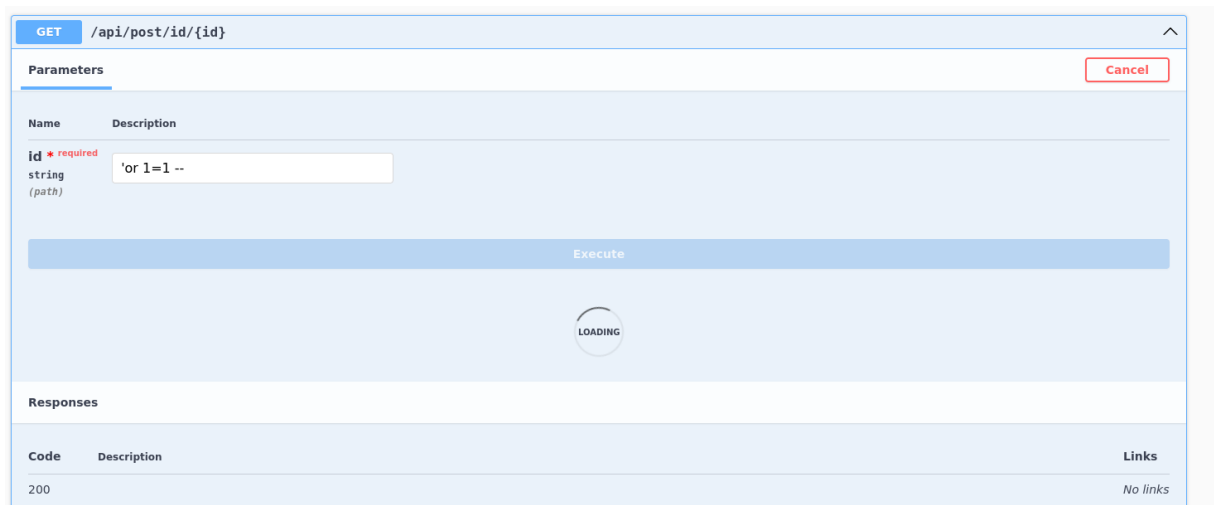 GET /api/post/id/{id}
Parameters Cancel
Name Description
id * required 'or 1=1 --
string
(path)
Execute
LOADING
Responses
Code Description Links
200 No links